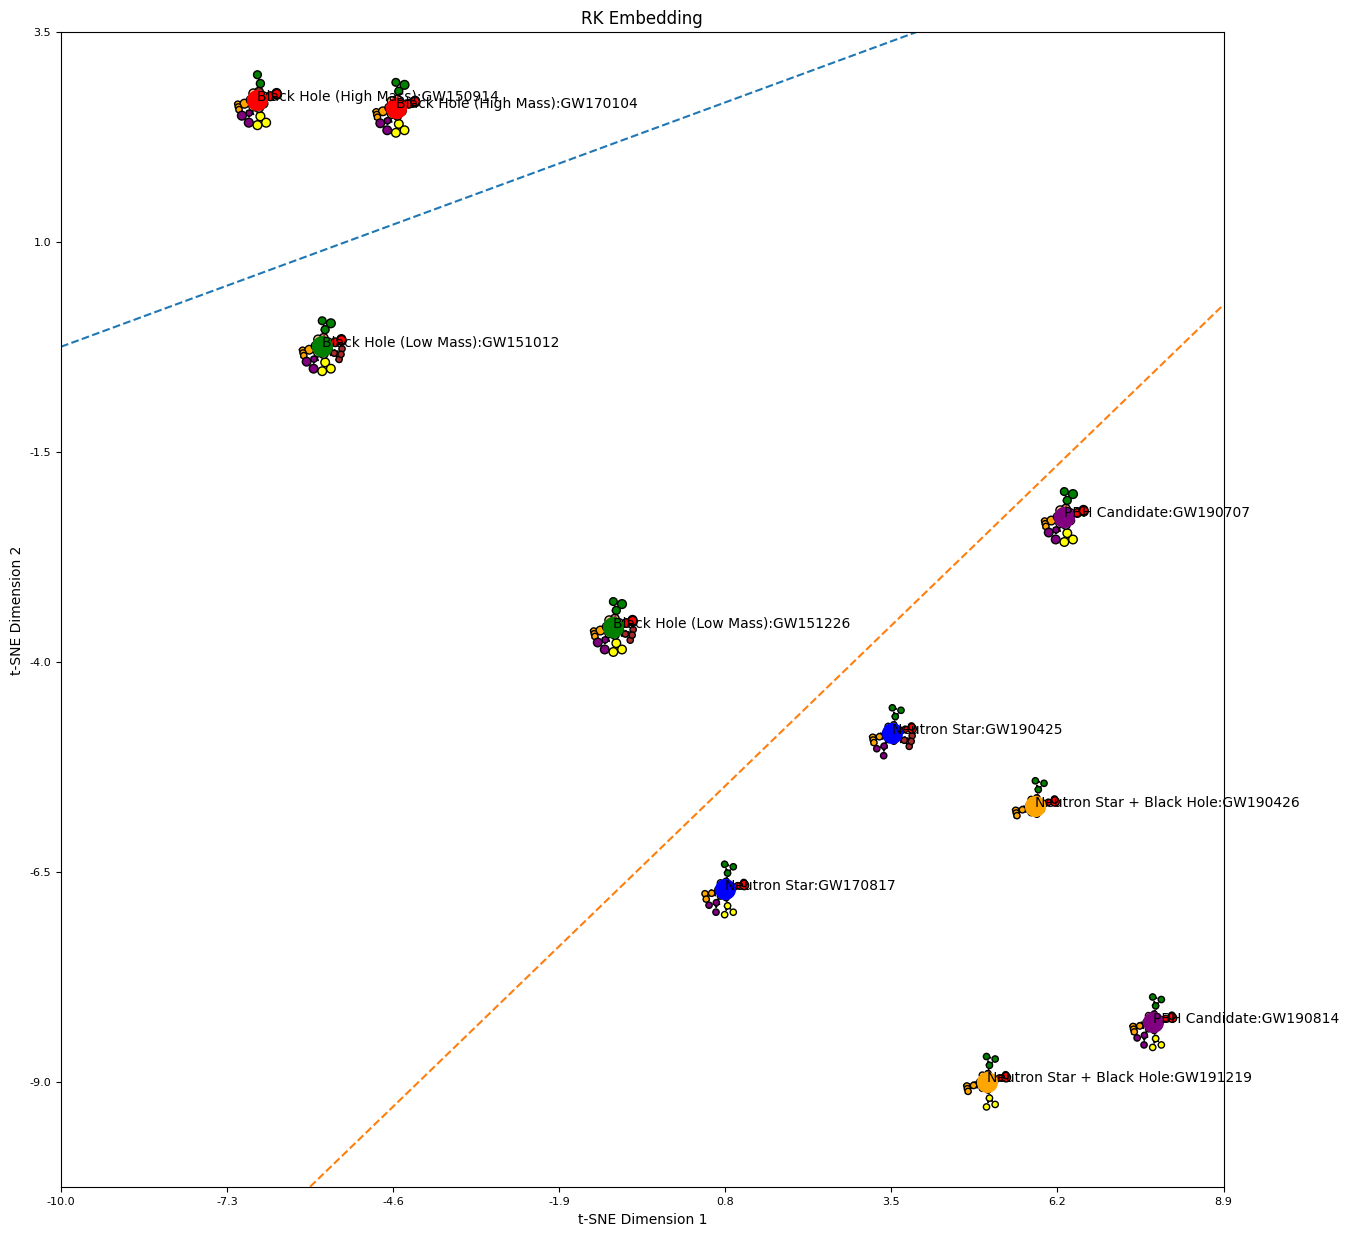 RK Embedding
3.5
Black Hole (High Mass):GW150914
Black Hole (High Mass):GW170104
1.0
Black Hole (Low Mass):GW151012
-1.5
PBH Candidate:GW190707
t-SNE Dimension 2
Black Hole (Low Mass):GW151226
-4.0
Neutron Star:GW190425
Neutron Star + Black Hole:GW190426
-6.5
Neutron Star:GW170817
PBH Candidate:GW190814
-9.0
Neutron Star + Black Hole:GW191219
-10.0 -7.3 -4.6 -1.9 0.8 3.5 6.2 8.9
t-SNE Dimension 1